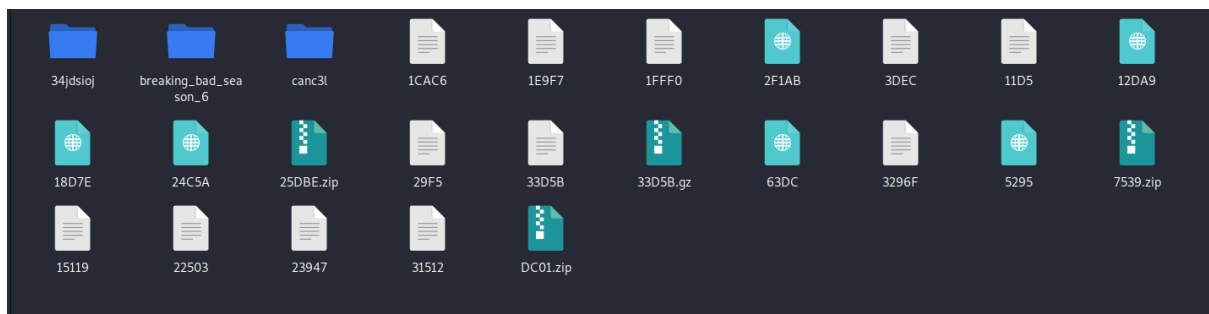 34jdsioj
breaking_bad_sea
son_6
canc3l
1CAC6
1E9F7
1FFF0
2F1AB
3DEC
11D5
12DA9
18D7E
24C5A
25DBE.zip
29F5
33D5B
33D5B.gz
63DC
3296F
5295
7539.zip
15119
22503
23947
31512
DC01.zip